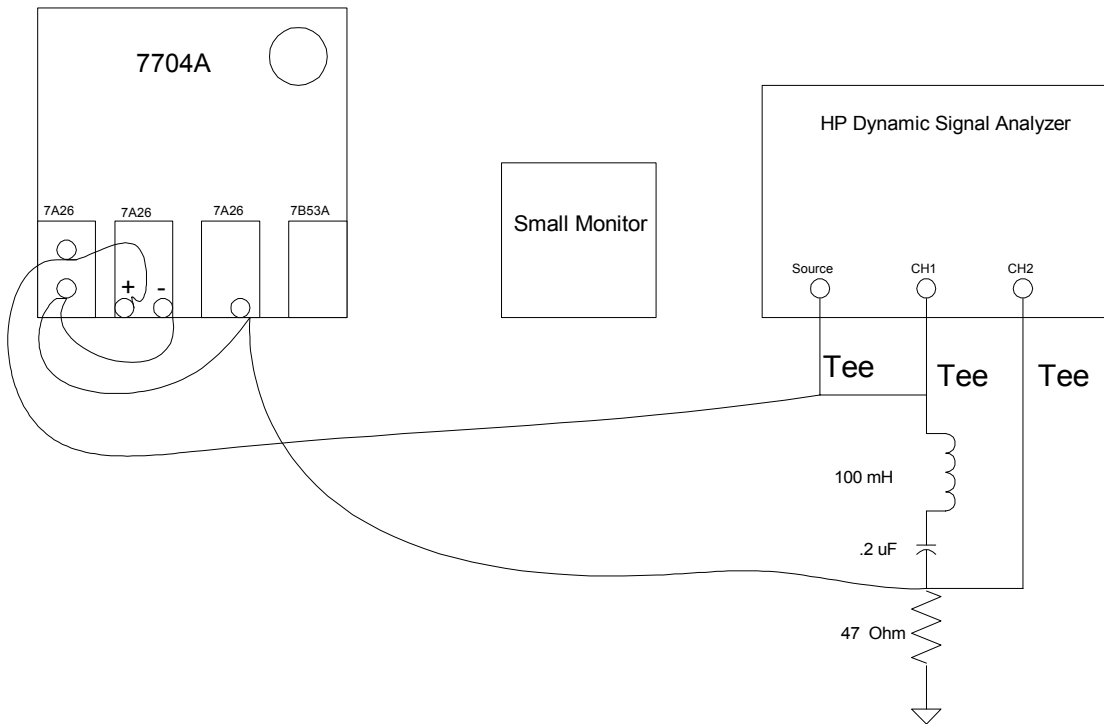 7704A
HP Dynamic Signal Analyzer
7A26
7A26
7A26
7B53A
Small Monitor
+
-
Source
CH1
CH2
Tee
Tee
Tee
100 mH
.2 uF
47 Ohm